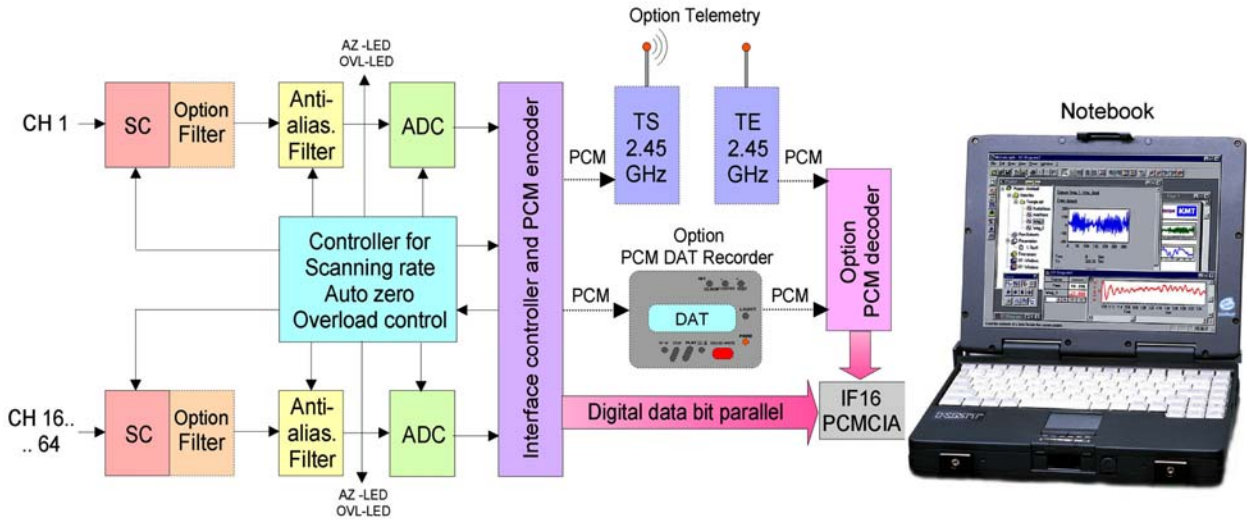 Option Telemetry
AZ -LED
OVL-LED
CH 1
SC
Option
Filter
Anti-
alias.
Filter
ADC
Interface controller and PCM encoder
PCM
TS
2.45
GHz
TE
2.45
GHz
PCM
Notebook
Controller for
Scanning rate
Auto zero
Overload control
Option
PCM DAT Recorder
PCM
DAT
PCM
Option
PCM decoder
KMT
CH 16..
.. 64
SC
Option
Filter
Anti-
alias.
Filter
ADC
Digital data bit parallel
IF16
PCMCIA
KMT
AZ -LED
OVL-LED